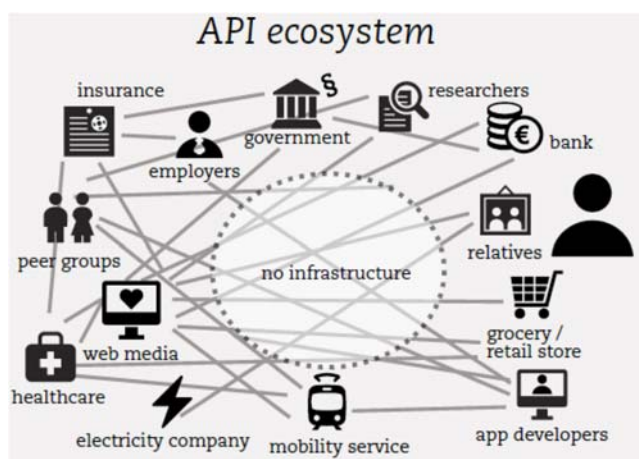 API ecosystem
insurance
§
researchers
government
€
bank
employers
relatives
peer groups
no infrastructure
web media
grocery /
retail store
healthcare
electricity company
mobility service
app developers